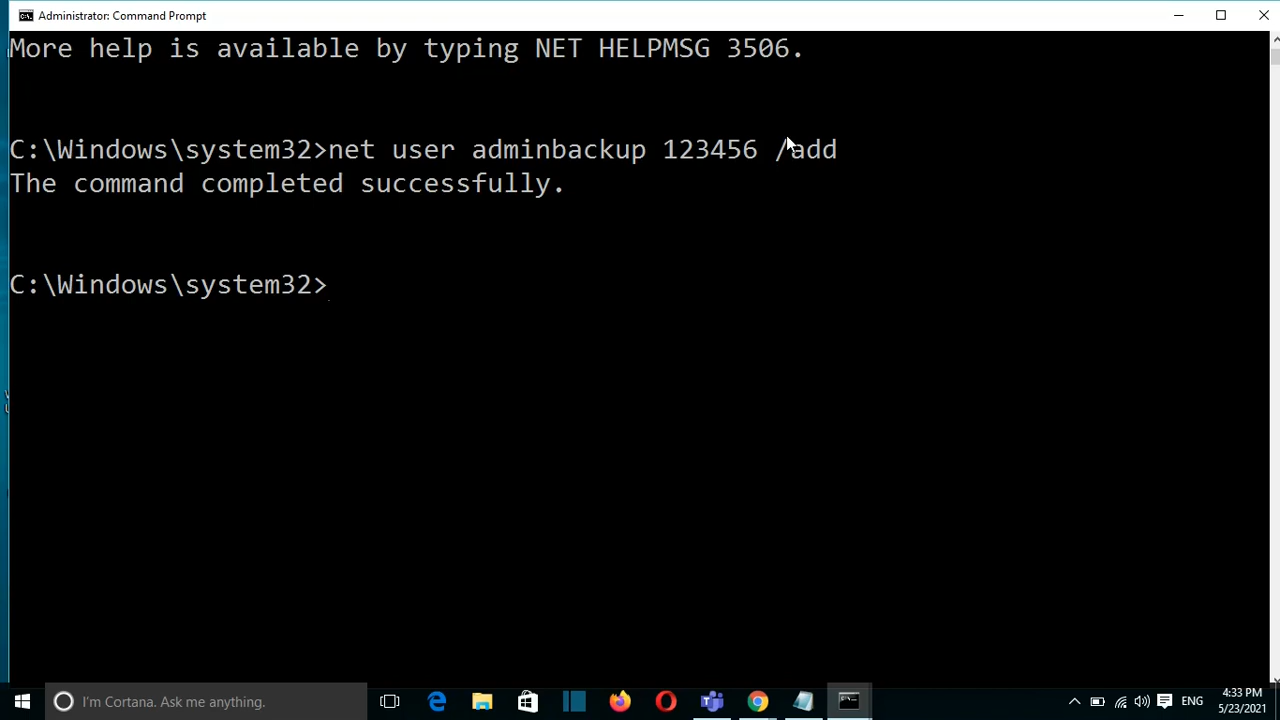 Administrator: Command Prompt
More help is available by typing NET HELPMSG 3506.
C:\Windows\system32>net user adminbackup 123456 /add
The command completed successfully.
C:\Windows\system32>
I'm Cortana. Ask me anything.
ENG
4:33 PM
5/23/2021